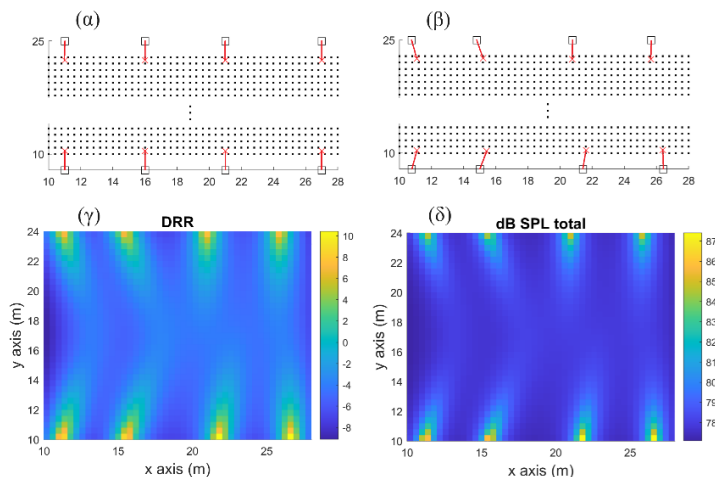 (α)
(β)
25
10
10 12 14 16 18 20 22 24 26 28
25
10
10 12 14 16 18 20 22 24 26 28
(γ)
DRR
24
22
20
18
16
14
12
10
y axis (m)
10 15 20 25
x axis (m)
10
8
6
4
2
0
-2
-4
-6
-8
(δ)
dB SPL total
24
22
20
18
16
14
12
10
y axis (m)
10 15 20 25
x axis (m)
87
86
85
84
83
82
81
80
79
78